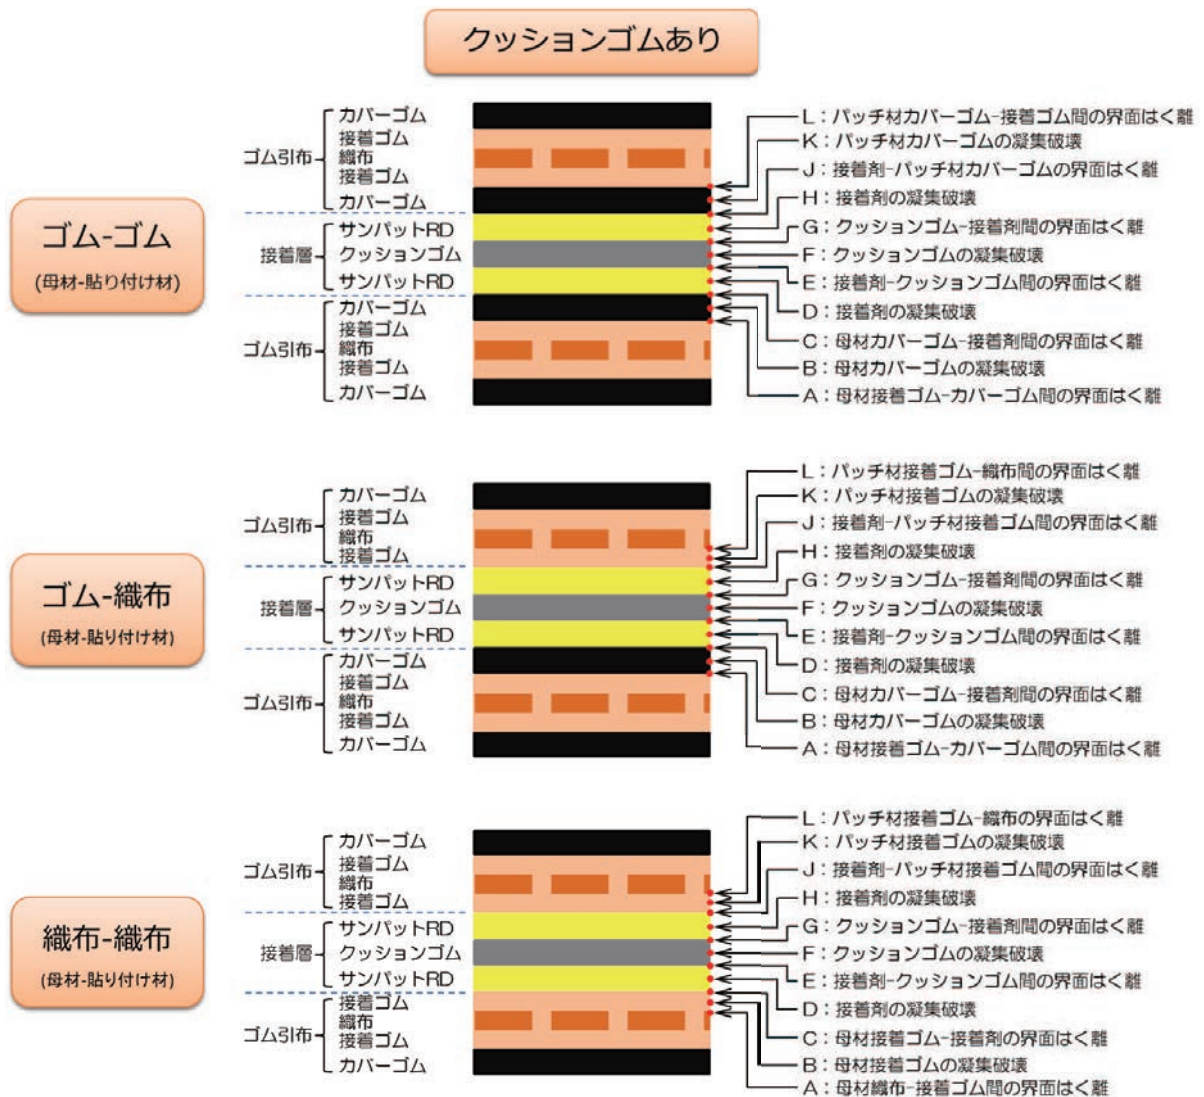 クッションゴムあり
ゴム-ゴム
(母材-貼り付け材)
ゴム引布
カバーゴム
接着ゴム
織布
接着ゴム
カバーゴム
接着層
サンパットRD
クッションゴム
サンパットRD
ゴム引布
カバーゴム
接着ゴム
織布
接着ゴム
カバーゴム
L：パッチ材カバーゴム-接着ゴム間の界面はく離
K：パッチ材カバーゴムの凝集破壊
J：接着剤-パッチ材カバーゴムの界面はく離
H：接着剤の凝集破壊
G：クッションゴム-接着剤間の界面はく離
F：クッションゴムの凝集破壊
E：接着剤-クッションゴム間の界面はく離
D：接着剤の凝集破壊
C：母材カバーゴム-接着剤間の界面はく離
B：母材カバーゴムの凝集破壊
A：母材接着ゴム-カバーゴム間の界面はく離
ゴム-織布
(母材-貼り付け材)
ゴム引布
カバーゴム
接着ゴム
織布
接着ゴム
接着層
サンパットRD
クッションゴム
サンパットRD
ゴム引布
カバーゴム
接着ゴム
織布
接着ゴム
カバーゴム
L：パッチ材接着ゴム-織布間の界面はく離
K：パッチ材接着ゴムの凝集破壊
J：接着剤-パッチ材接着ゴム間の界面はく離
H：接着剤の凝集破壊
G：クッションゴム-接着剤間の界面はく離
F：クッションゴムの凝集破壊
E：接着剤-クッションゴム間の界面はく離
D：接着剤の凝集破壊
C：母材カバーゴム-接着剤間の界面はく離
B：母材カバーゴムの凝集破壊
A：母材接着ゴム-カバーゴム間の界面はく離
織布-織布
(母材-貼り付け材)
ゴム引布
カバーゴム
接着ゴム
織布
接着ゴム
接着層
サンパットRD
クッションゴム
サンパットRD
ゴム引布
接着ゴム
織布
接着ゴム
カバーゴム
L：パッチ材接着ゴム-織布の界面はく離
K：パッチ材接着ゴムの凝集破壊
J：接着剤-パッチ材接着ゴム間の界面はく離
H：接着剤の凝集破壊
G：クッションゴム-接着剤間の界面はく離
F：クッションゴムの凝集破壊
E：接着剤-クッションゴム間の界面はく離
D：接着剤の凝集破壊
C：母材接着ゴム-接着剤の界面はく離
B：母材接着ゴムの凝集破壊
A：母材織布-接着ゴム間の界面はく離